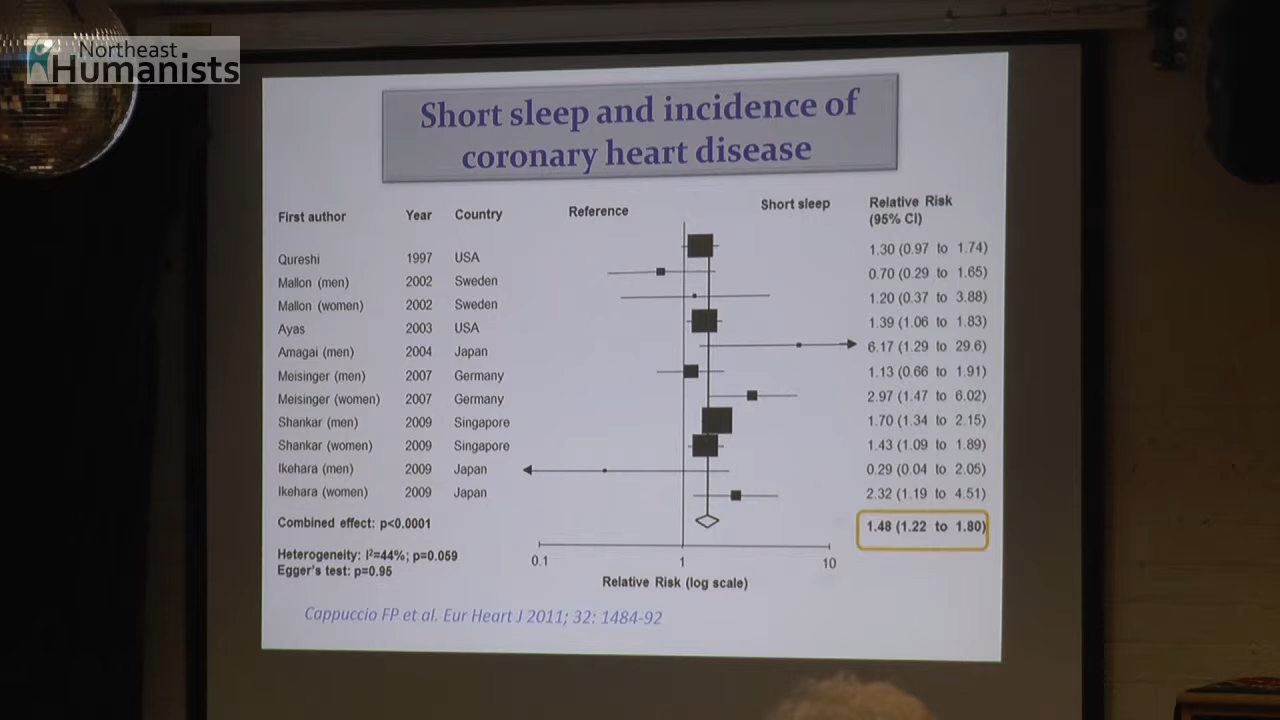 Northeast
Humanists
Short sleep and incidence of
coronary heart disease
First author Year Country Reference Short sleep Relative Risk
(95% CI)
Qureshi 1997 USA 1.30 (0.97 to 1.74)
Mallon (men) 2002 Sweden 0.70 (0.29 to 1.65)
Mallon (women) 2002 Sweden 1.20 (0.37 to 3.88)
Ayas 2003 USA 1.39 (1.06 to 1.83)
Amagai (men) 2004 Japan 6.17 (1.29 to 29.6)
Meisinger (men) 2007 Germany 1.13 (0.66 to 1.91)
Meisinger (women) 2007 Germany 2.97 (1.47 to 6.02)
Shankar (men) 2009 Singapore 1.70 (1.34 to 2.15)
Shankar (women) 2009 Singapore 1.43 (1.09 to 1.89)
Ikehara (men) 2009 Japan 0.29 (0.04 to 2.05)
Ikehara (women) 2009 Japan 2.32 (1.19 to 4.51)
Combined effect: p<0.0001 1.48 (1.22 to 1.80)
Heterogeneity: I²=44%; p=0.059
Egger's test: p=0.95
0.1 1 10
Relative Risk (log scale)
Cappuccio FP et al. Eur Heart J 2011; 32: 1484-92